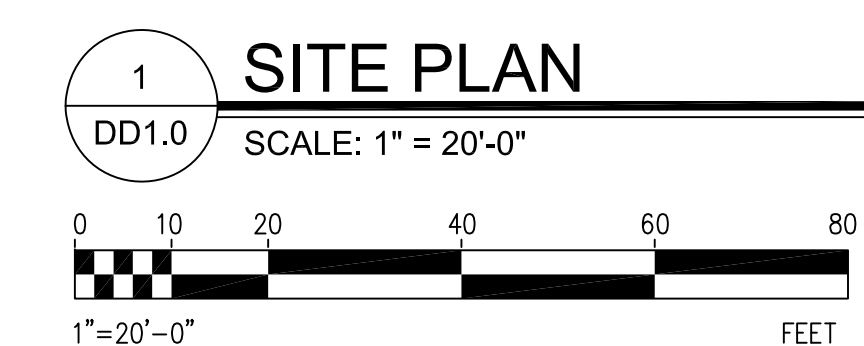 1
DD1.0
SITE PLAN
SCALE: 1" = 20'-0"
0 10 20 40 60 80
1"=20'-0" FEET